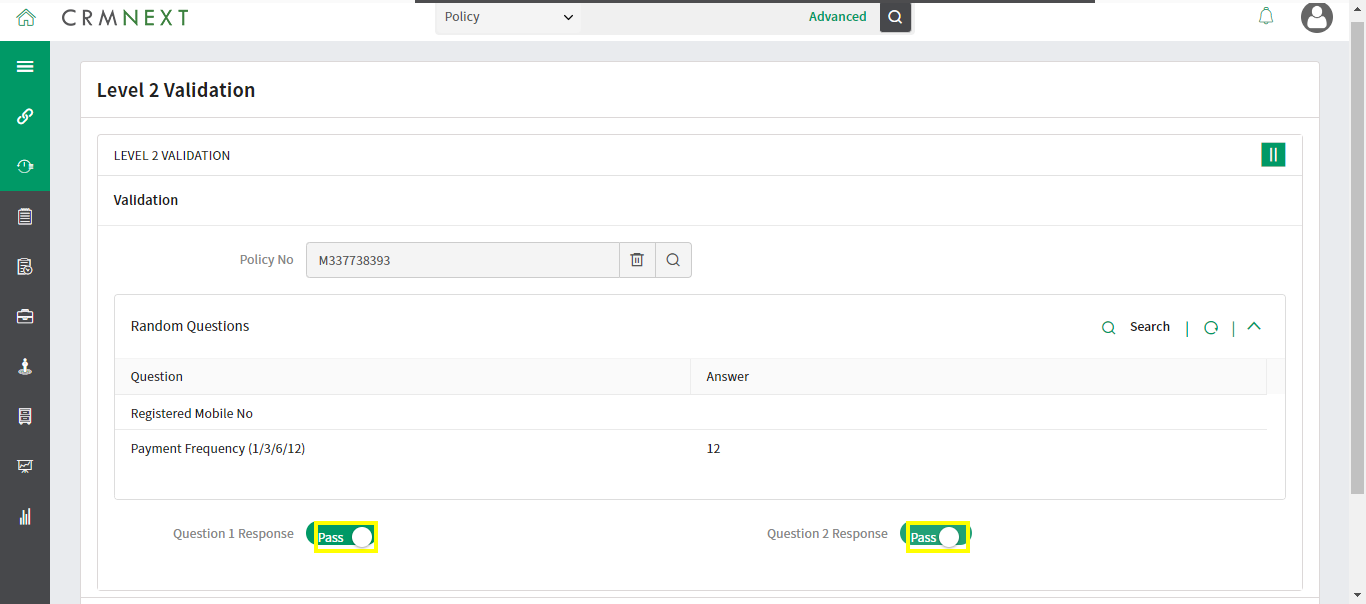 CRMNEXT
Policy
Advanced
Level 2 Validation
LEVEL 2 VALIDATION
Validation
Policy No M337738393
Random Questions
Search | |
Question Answer
Registered Mobile No
Payment Frequency (1/3/6/12) 12
Question 1 Response Pass Question 2 Response Pass